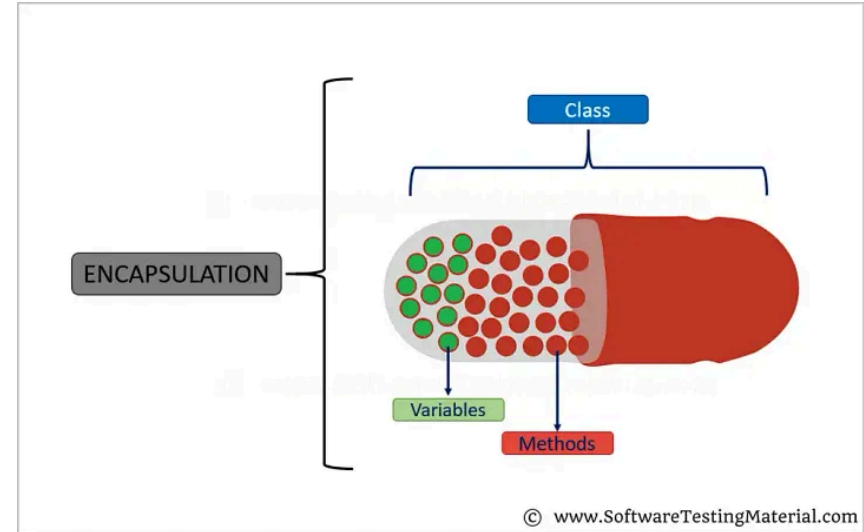 Class
ENCAPSULATION
Variables
Methods
© www.SoftwareTestingMaterial.com